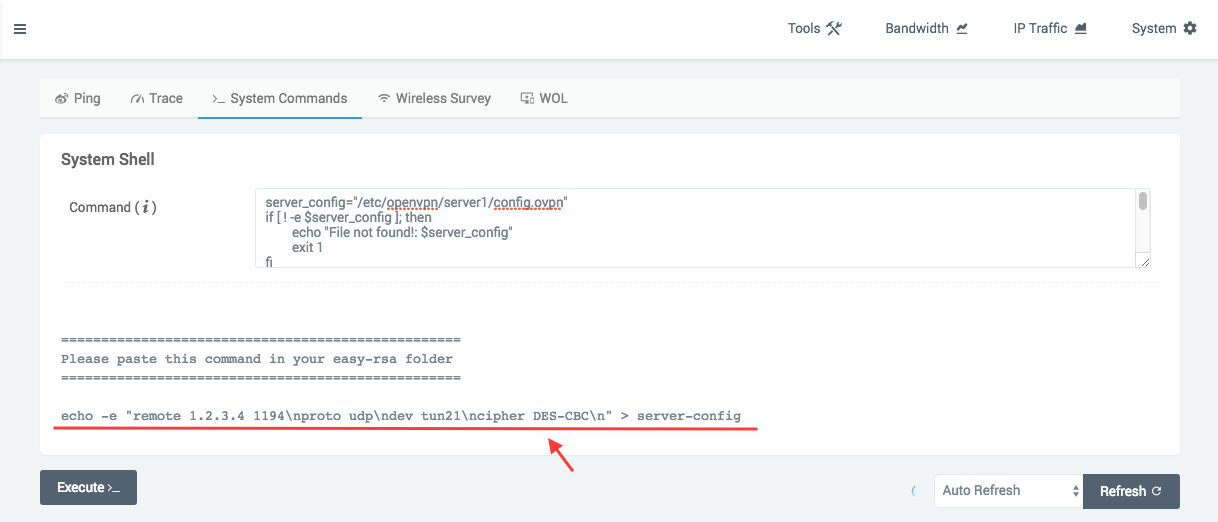 Tools
Bandwidth
IP Traffic
System
Ping
Trace
>_ System Commands
Wireless Survey
WOL
System Shell
Command ( i )
server_config="/etc/openvpn/server1/config.ovpn"
if [ ! -e $server_config ]; then
echo "File not found!: $server_config"
exit 1
fi
==================================================
Please paste this command in your easy-rsa folder
==================================================
echo -e "remote 1.2.3.4 1194\nproto udp\ndev tun21\ncipher DES-CBC\n" > server-config
Execute >_
Auto Refresh
Refresh